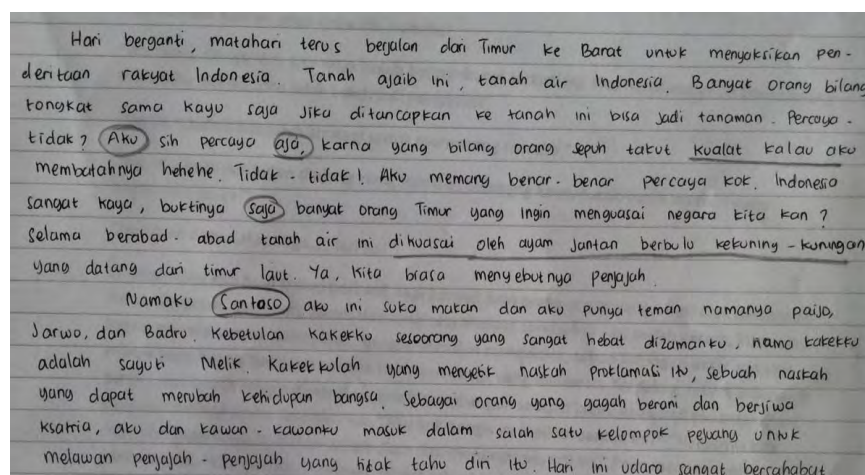 Hari berganti, matahari terus berjalan dari Timur ke Barat untuk menyaksikan pen-
deritaan rakyat Indonesia. Tanah ajaib ini, tanah air Indonesia. Banyak orang bilang
tongkat sama kayu saja jika ditancapkan ke tanah ini bisa jadi tanaman. Percaya-
tidak? Aku sih percaya aja, karna yang bilang orang sepuh takut kualat kalau aku
membatahnya hehehe. Tidak-tidak! Aku memang benar-benar percaya kok. Indonesia
sangat kaya, buktinya saja banyak orang Timur yang ingin menguasai negara kita kan?
Selama berabad-abad tanah air ini dikuasai oleh ayam jantan berbulu kekuning-kuningan
yang datang dari timur laut. Ya, kita biasa menyebutnya penjajah.
Namaku Santoso aku ini suka makan dan aku punya teman namanya paijo,
Jarwo, dan Badru. Kebetulan kakekku seseorang yang sangat hebat dizamanku, nama kakekku
adalah sayuti Melik. Kakekkulah yang mengetik naskah proklamasi itu, sebuah naskah
yang dapat merubah kehidupan bangsa. Sebagai orang yang gagah berani dan berjiwa
ksatria, aku dan kawan-kawanku masuk dalam salah satu kelompok pejuang untuk
melawan penjajah-penjajah yang tidak tahu diri itu. Hari ini udara sangat bersahabat